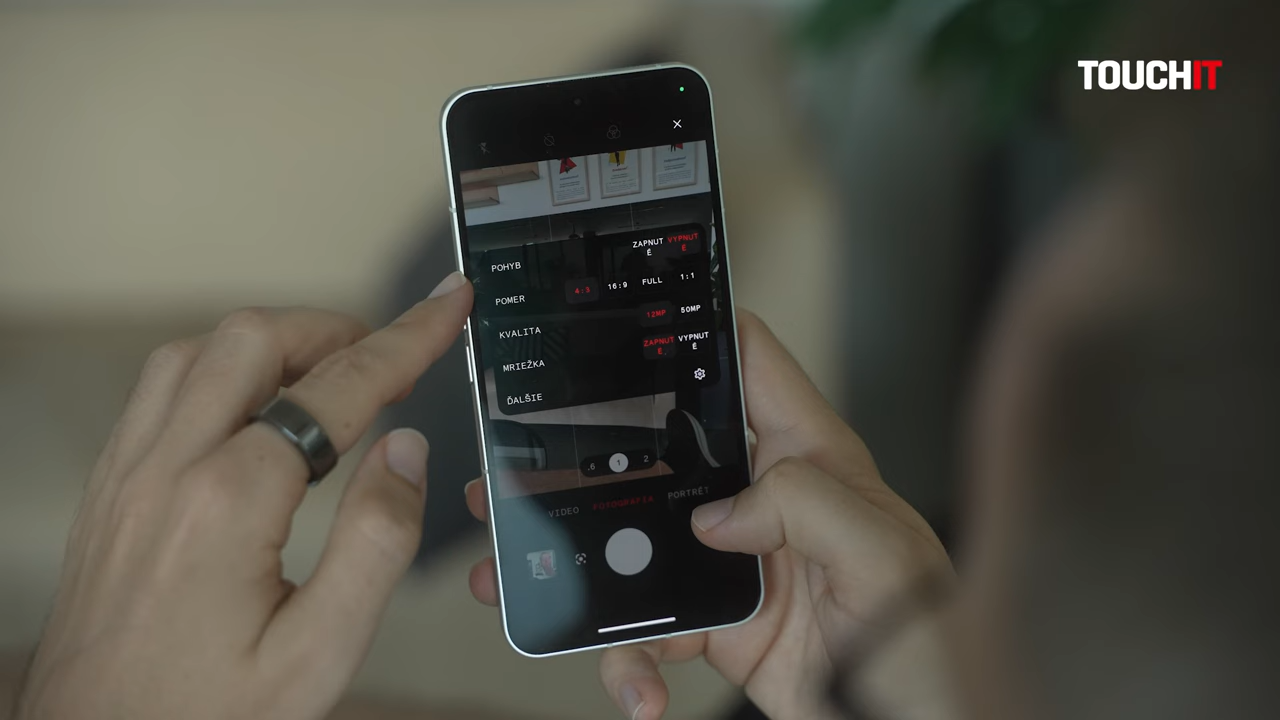 TOUCHIT
ZAPNUT
É
VYPNUT
É
POHYB
POMER
4:3
16:9
FULL
1:1
KVALITA
12MP
50MP
MRIEŽKA
ZAPNUT
É
VYPNUT
É
ĎALŠIE
.6
1
2
VIDEO
FOTOGRAFIA
PORTRÉT